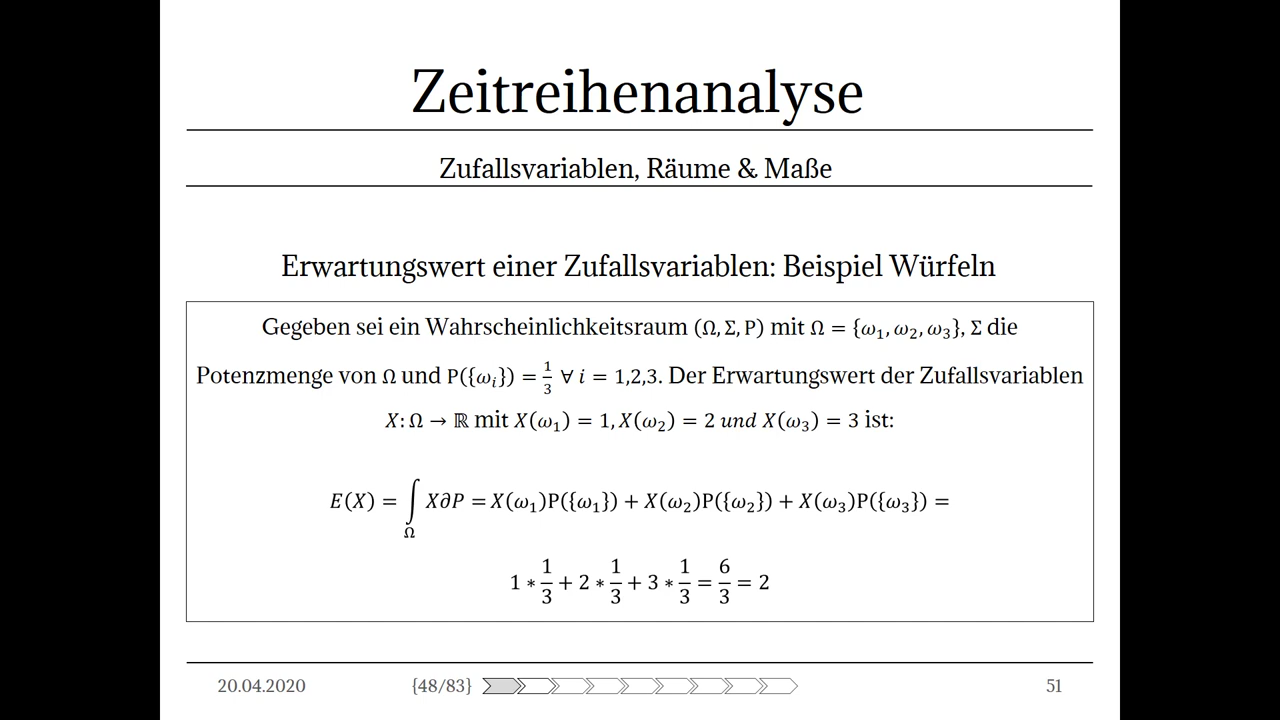 Zeitreihenanalyse
Zufallsvariablen, Räume & Maße
Erwartungswert einer Zufallsvariablen: Beispiel Würfeln
Gegeben sei ein Wahrscheinlichkeitsraum (Ω, Σ, P) mit Ω = {ω₁, ω₂, ω₃}, Σ die
Potenzmenge von Ω und P({ωᵢ}) = 1/3 ∀ i = 1,2,3. Der Erwartungswert der Zufallsvariablen
X: Ω → ℝ mit X(ω₁) = 1, X(ω₂) = 2 und X(ω₃) = 3 ist:
E(X) = ∫_Ω X∂P = X(ω₁)P({ω₁}) + X(ω₂)P({ω₂}) + X(ω₃)P({ω₃}) =
1 * 1/3 + 2 * 1/3 + 3 * 1/3 = 6/3 = 2
20.04.2020 {48/83} 51